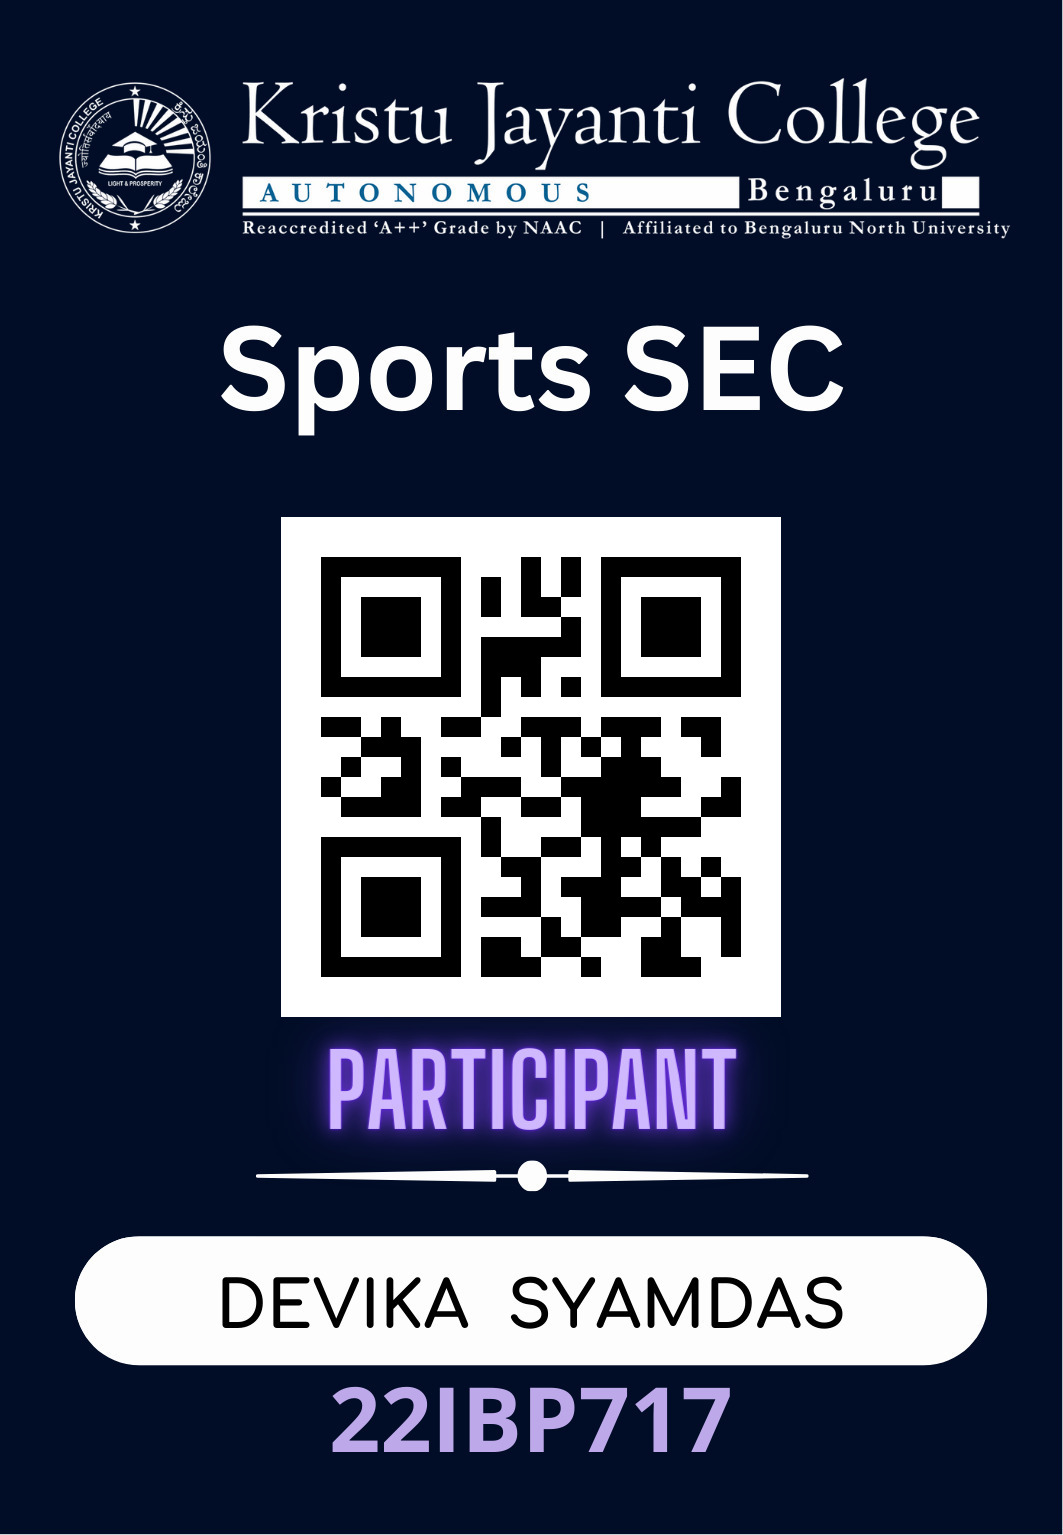 Kristu Jayanti College
AUTONOMOUS Bengaluru
Reaccredited ‘A++’ Grade by NAAC | Affiliated to Bengaluru North University
KRISTU JAYANTI COLLEGE
LIGHT & PROSPERITY
Sports SEC
PARTICIPANT
DEVIKA SYAMDAS
22IBP717